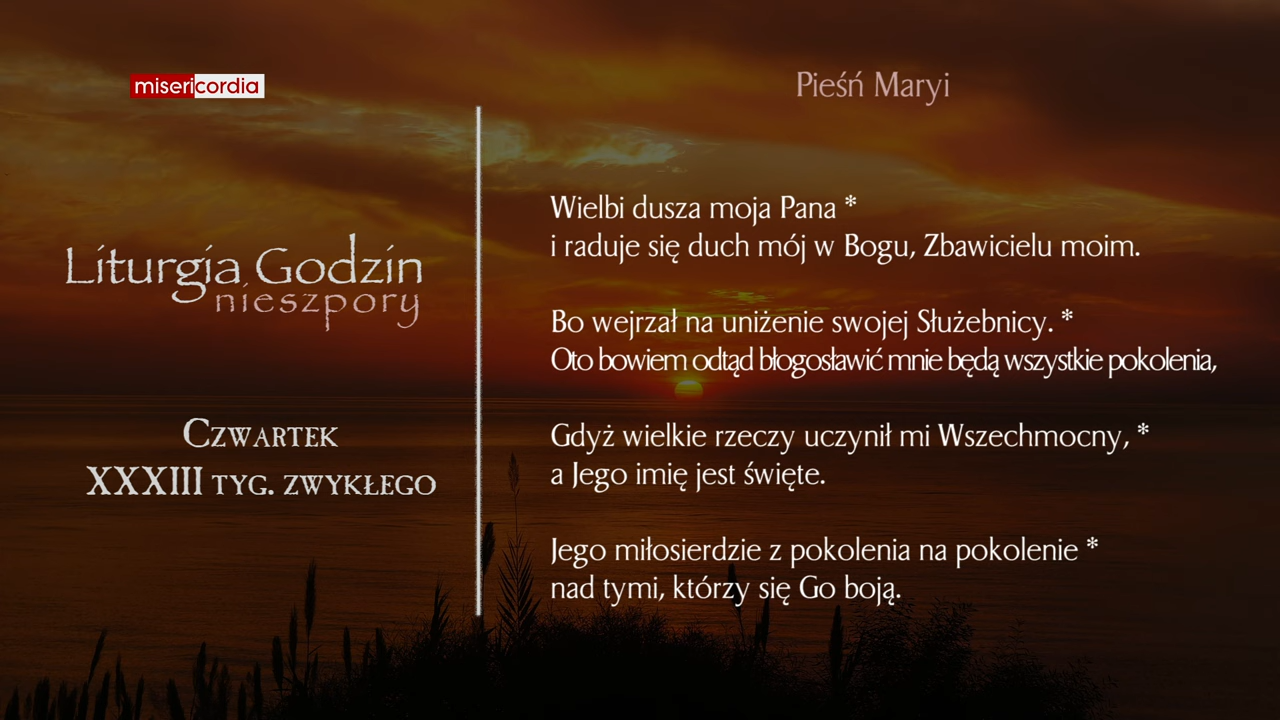 misericordia
Liturgia Godzin
nieszpory
Czwartek
XXXIII tyg. zwykłego
Pieśń Maryi
Wielbi dusza moja Pana *
i raduje się duch mój w Bogu, Zbawicielu moim.
Bo wejrzał na uniżenie swojej Służebnicy. *
Oto bowiem odtąd błogosławić mnie będą wszystkie pokolenia,
Gdyż wielkie rzeczy uczynił mi Wszechmocny, *
a Jego imię jest święte.
Jego miłosierdzie z pokolenia na pokolenie *
nad tymi, którzy się Go boją.